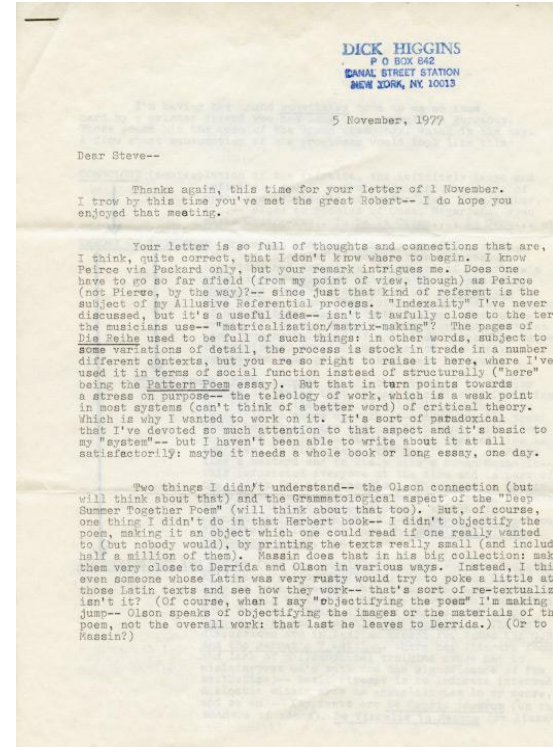 DICK HIGGINS
P O BOX 842
CANAL STREET STATION
NEW YORK, NY 10013
5 November, 1977
Dear Steve--
Thanks again, this time for your letter of 1 November.
I trow by this time you've met the great Robert-- I do hope you
enjoyed that meeting.
Your letter is so full of thoughts and connections that are,
I think, quite correct, that I don't know where to begin. I know
Peirce via Packard only, but your remark intrigues me. Does one
have to go so far afield (from my point of view, though) as Peirce
(not Pierce, by the way)?-- since just that kind of referent is the
subject of my Allusive Referential process. "Indexality" I've never
discussed, but it's a useful idea-- isn't it awfully close to the ter
the musicians use-- "matricalization/matrix-making"? The pages of
Die Reihe used to be full of such things: in other words, subject to
some variations of detail, the process is stock in trade in a number
different contexts, but you are so right to raise it here, where I've
used it in terms of social function instead of structurally ("here"
being the Pattern Poem essay). But that in turn points towards
a stress on purpose-- the teleology of work, which is a weak point
in most systems (can't think of a better word) of critical theory.
Which is why I wanted to work on it. It's sort of paradoxical
that I've devoted so much attention to that aspect and it's basic to
my "system"-- but I haven't been able to write about it at all
satisfactorily: maybe it needs a whole book or long essay, one day.
Two things I didn't understand-- the Olson connection (but
will think about that) and the Grammatological aspect of the "Deep
Summer Together Poem" (will think about that too). But, of course,
one thing I didn't do in that Herbert book-- I didn't objectify the
poem, making it an object which one could read if one really wanted
to (but nobody would), by printing the texts really small (and includ
half a million of them). Massin does that in his big collection: mak
them very close to Derrida and Olson in various ways. Instead, I thi
even someone whose Latin was very rusty would try to poke a little at
those Latin texts and see how they work-- that's sort of re-textualiz
isn't it? (Of course, when I say "objectifying the poem" I'm making
jump-- Olson speaks of objectifying the images or the materials of th
poem, not the overall work: that last he leaves to Derrida.) (Or to
Massin?)